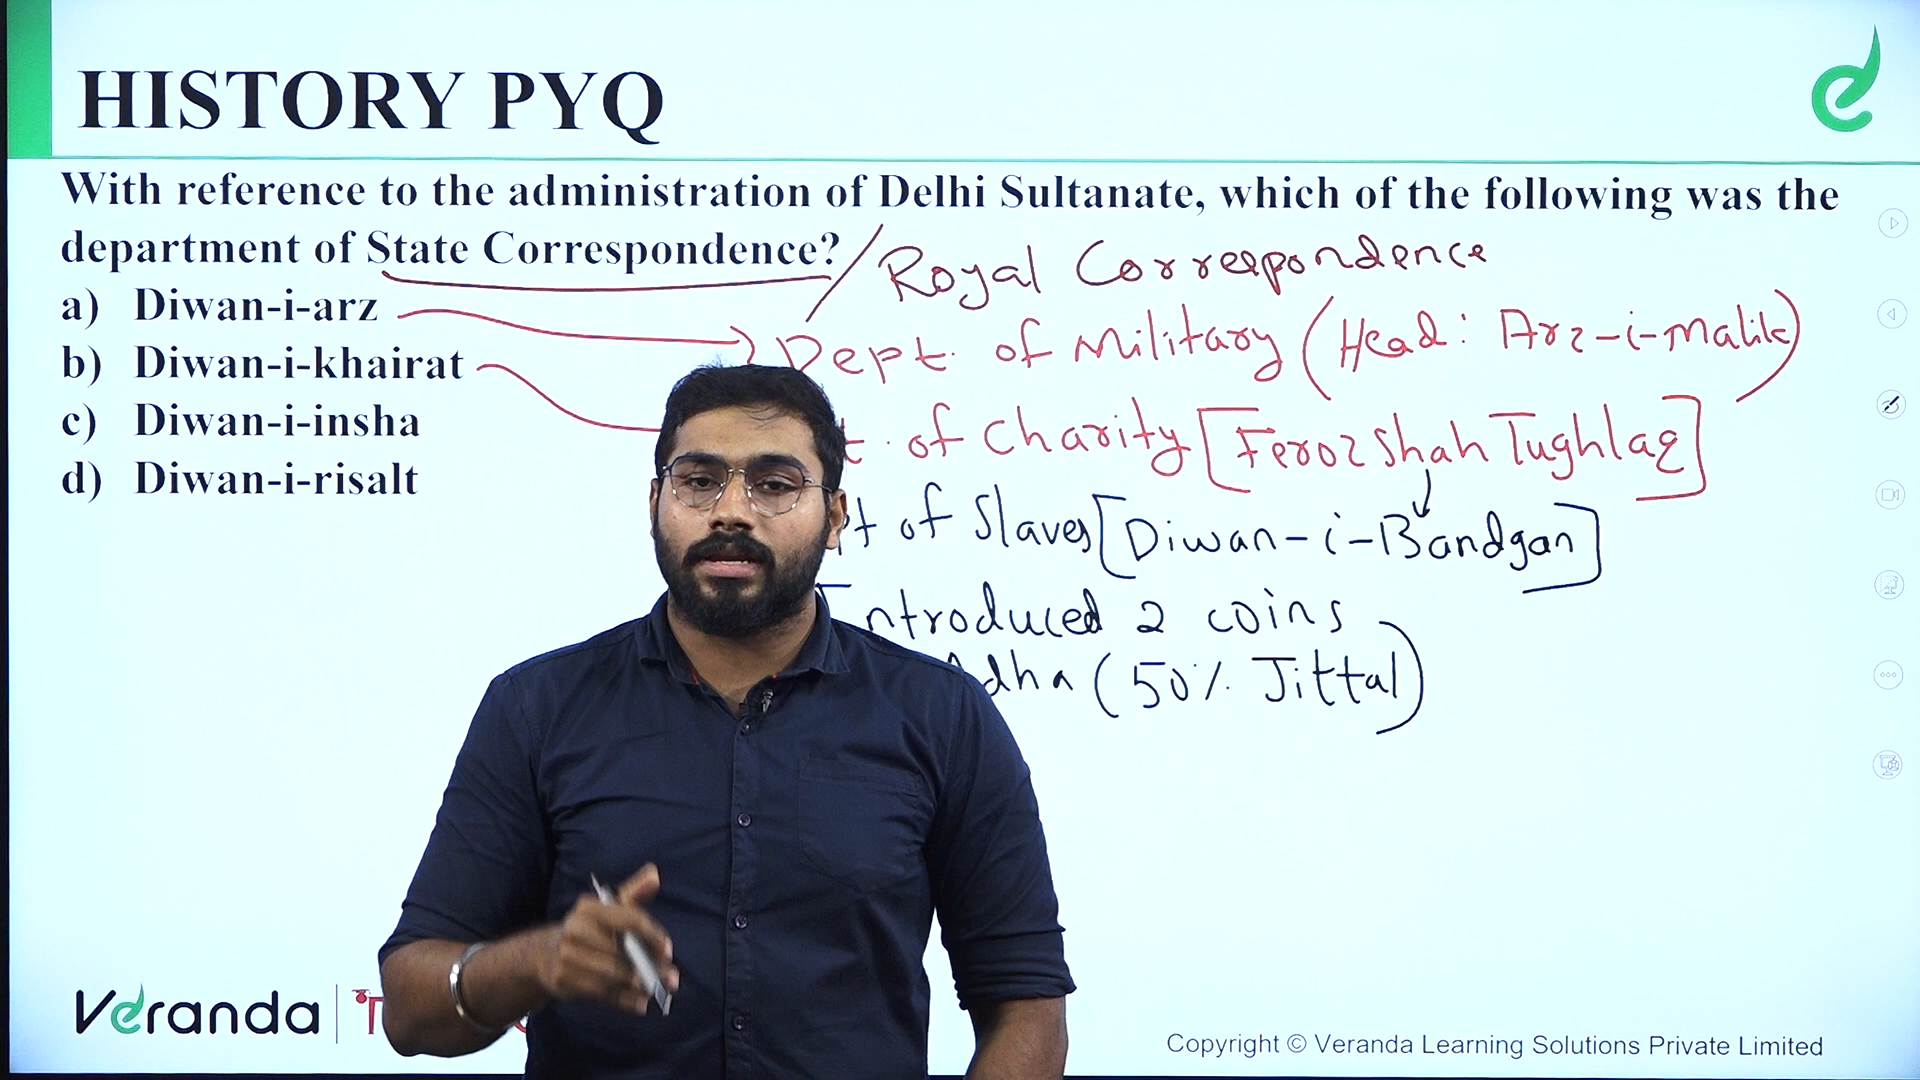 HISTORY PYQ
With reference to the administration of Delhi Sultanate, which of the following was the
department of State Correspondence? / Royal Correspondence
a) Diwan-i-arz
Dept. of Military (Head: Arz-i-Malik)
b) Diwan-i-khairat
of Charity [Feroz Shah Tughlaq]
c) Diwan-i-insha
d) Diwan-i-risalt
of Slaves [Diwan-i-Bandgan]
Introduced 2 coins
Adha (50% Jittal)
Veranda
Copyright © Veranda Learning Solutions Private Limited